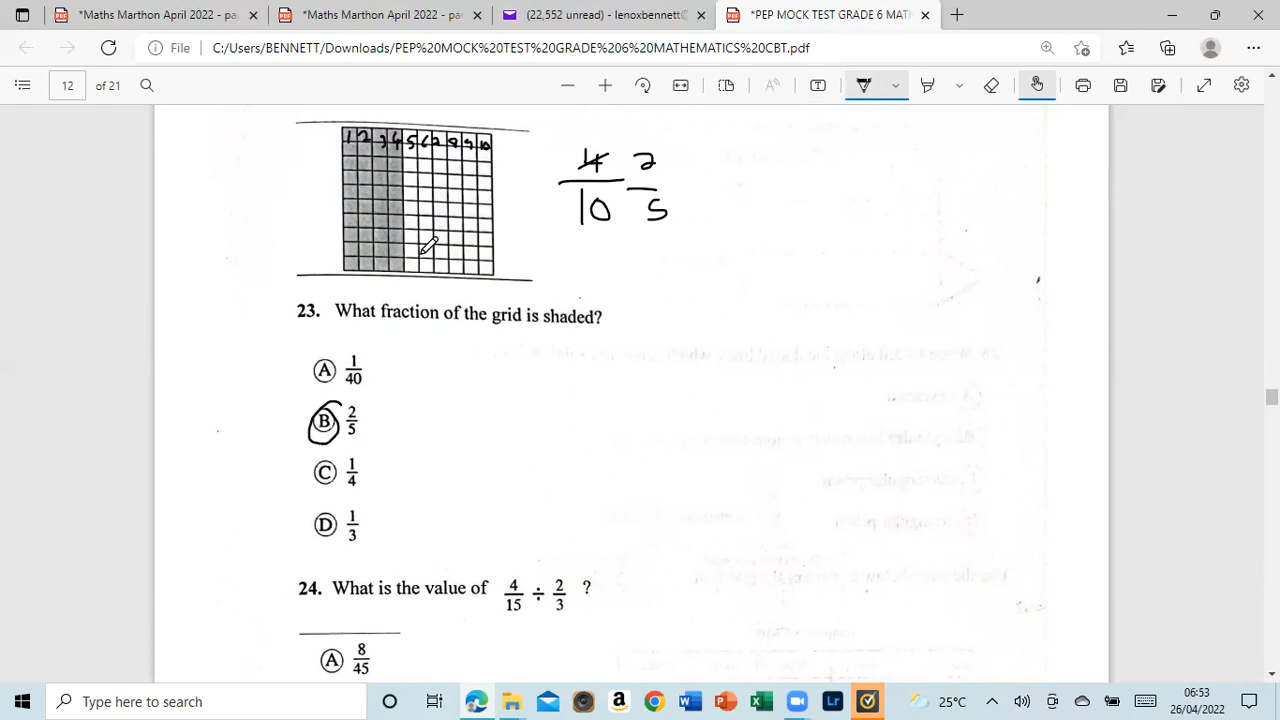 *Maths Marthon April 2022 - per
*Maths Marthon April 2022 - per
(22,552 unread) - lenoxbennett@
*PEP MOCK TEST GRADE 6 MATH
File
C:/Users/BENNETT/Downloads/PEP%20MOCK%20TEST%20GRADE%206%20MATHEMATICS%20CBT.pdf
12 of 21
1 2 3 4 5 6 7 8 9 10
4 2
10 5
23. What fraction of the grid is shaded?
A 1/40
B 2/5
C 1/4
D 1/3
24. What is the value of 4/15 ÷ 2/3 ?
A 8/45
Type here to search
25°C
06:53
26/04/2022